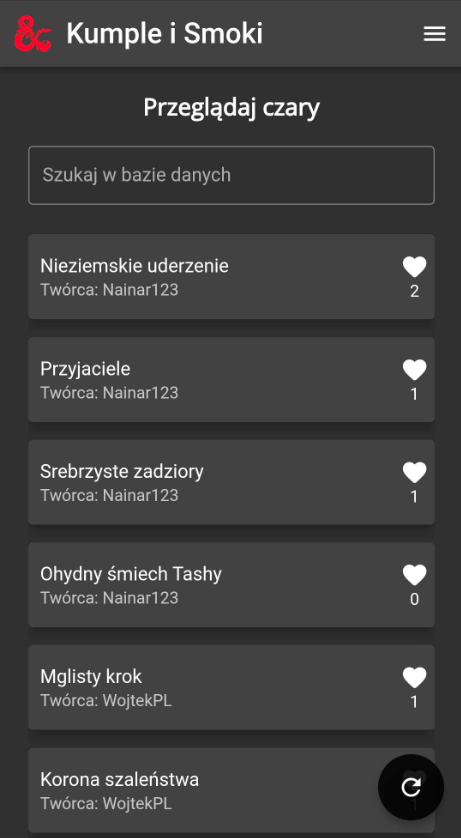 Kumple i Smoki
Przeglądaj czary
Szukaj w bazie danych
Nieziemskie uderzenie
Twórca: Nainar123
2
Przyjaciele
Twórca: Nainar123
1
Srebrzyste zadziory
Twórca: Nainar123
1
Ohydny śmiech Tashy
Twórca: Nainar123
0
Mglisty krok
Twórca: WojtekPL
1
Korona szaleństwa
Twórca: WojtekPL